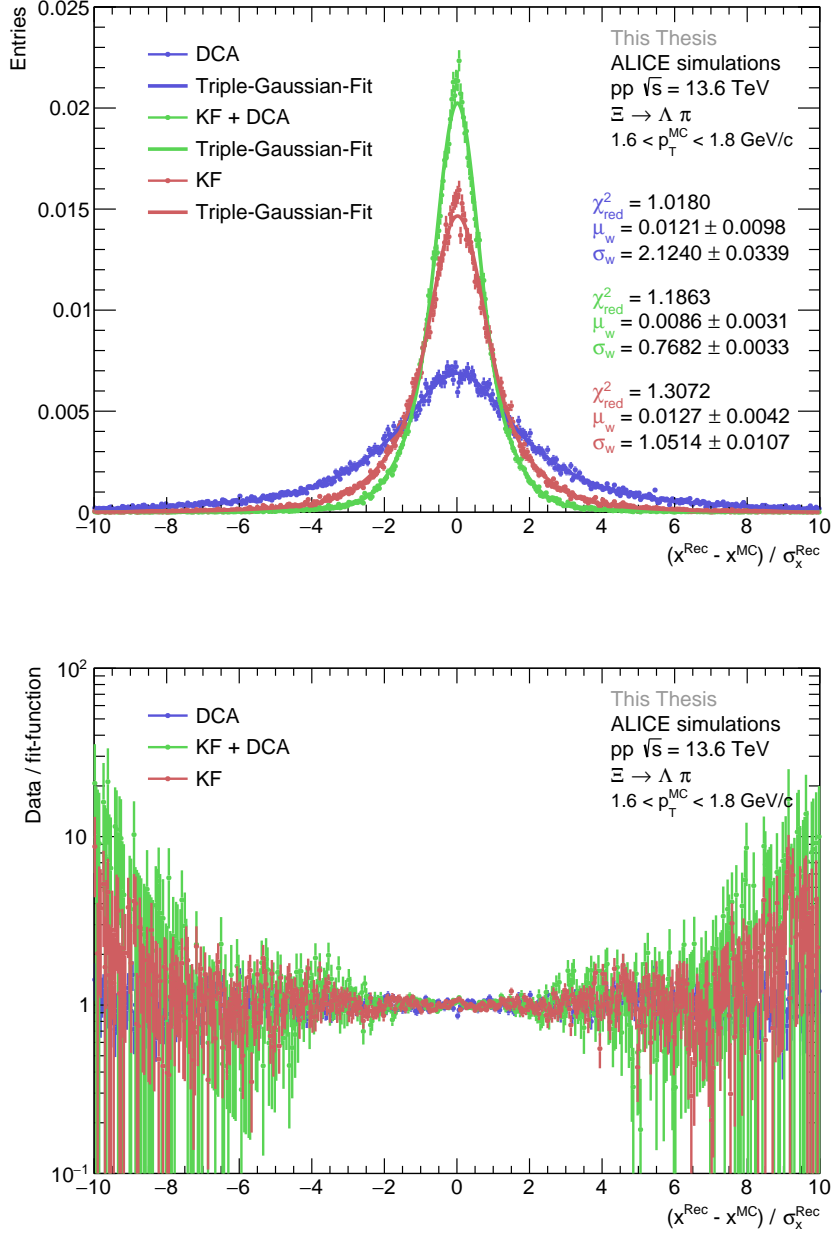 Entries
0.025
0.02
0.015
0.01
0.005
0
−10 −8 −6 −4 −2 0 2 4 6 8 10
(x^Rec - x^MC) / σ_x^Rec
DCA
Triple-Gaussian-Fit
KF + DCA
Triple-Gaussian-Fit
KF
Triple-Gaussian-Fit
This Thesis
ALICE simulations
pp √s = 13.6 TeV
Ξ → Λ π
1.6 < p_T^MC < 1.8 GeV/c
χ²_red = 1.0180
μ_w = 0.0121 ± 0.0098
σ_w = 2.1240 ± 0.0339
χ²_red = 1.1863
μ_w = 0.0086 ± 0.0031
σ_w = 0.7682 ± 0.0033
χ²_red = 1.3072
μ_w = 0.0127 ± 0.0042
σ_w = 1.0514 ± 0.0107
Data / fit-function
10²
10
1
10⁻¹
−10 −8 −6 −4 −2 0 2 4 6 8 10
(x^Rec - x^MC) / σ_x^Rec
DCA
KF + DCA
KF
This Thesis
ALICE simulations
pp √s = 13.6 TeV
Ξ → Λ π
1.6 < p_T^MC < 1.8 GeV/c